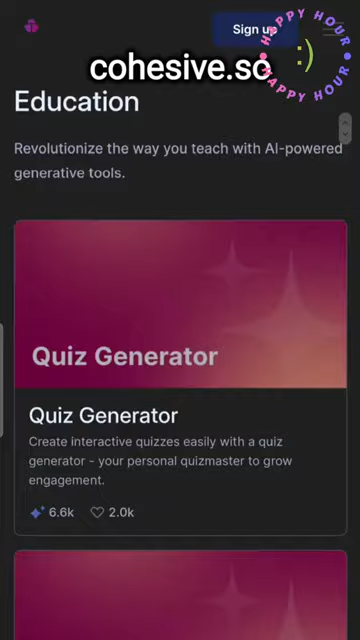 Sign up
HAPPY HOUR
:)
HAPPY HOUR
cohesive.so
Education
Revolutionize the way you teach with AI-powered
generative tools.
Quiz Generator
Quiz Generator
Create interactive quizzes easily with a quiz
generator - your personal quizmaster to grow
engagement.
6.6k 2.0k